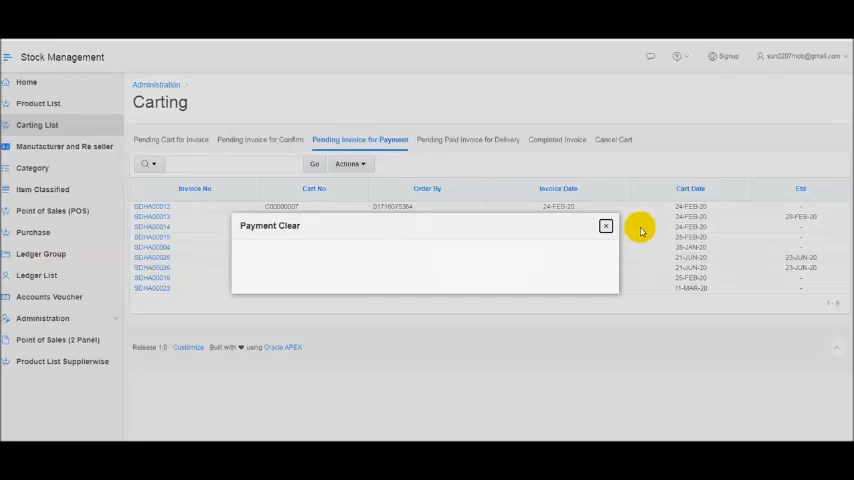 Stock Management
Signup
sun0207mob@gmail.com
Home
Product List
Carting List
Manufacturer and Re seller
Category
Item Classified
Point of Sales (POS)
Purchase
Ledger Group
Ledger List
Accounts Voucher
Administration
Point of Sales (2 Panel)
Product List Supplierwise
Administration
Carting
Pending Cart for Invoice Pending Invoice for Confirm Pending Invoice for Payment Pending Paid Invoice for Delivery Completed Invoice Cancel Cart
Go Actions
Invoice No Cart No Order By Invoice Date Cart Date Etd
SDHA00012 C00000007 01716075364 24-FEB-20 24-FEB-20 -
SDHA00013 24-FEB-20 28-FEB-20
SDHA00014 24-FEB-20 -
SDHA00015 25-FEB-20 -
SDHA00004 28-JAN-20 -
21-JUN-20 23-JUN-20
SDHA00026 21-JUN-20 23-JUN-20
25-FEB-20 -
SDHA00023 11-MAR-20 -
Payment Clear
1 - 9
Release 1.0 Customize Built with ❤ using Oracle APEX